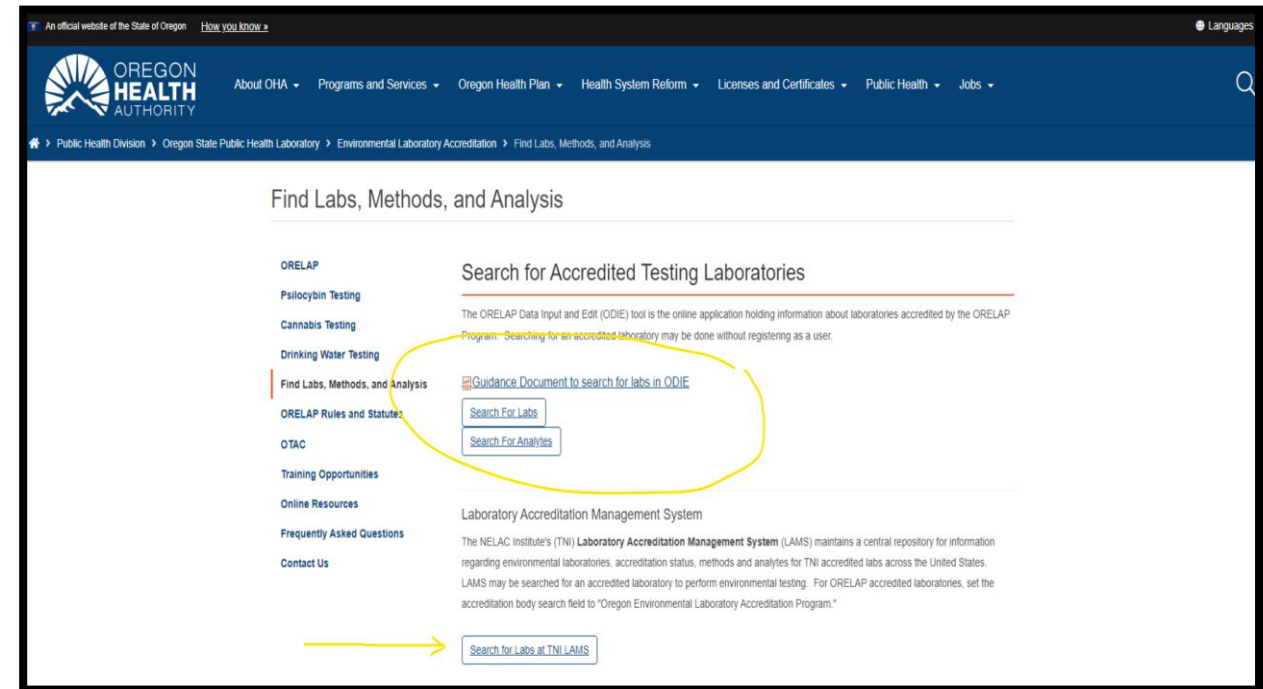 An official website of the State of Oregon How you know »
Languages
OREGON
HEALTH
AUTHORITY
About OHA Programs and Services Oregon Health Plan Health System Reform Licenses and Certificates Public Health Jobs
> Public Health Division > Oregon State Public Health Laboratory > Environmental Laboratory Accreditation > Find Labs, Methods, and Analysis
Find Labs, Methods, and Analysis
ORELAP
Psilocybin Testing
Cannabis Testing
Drinking Water Testing
Find Labs, Methods, and Analysis
ORELAP Rules and Statutes
OTAC
Training Opportunities
Online Resources
Frequently Asked Questions
Contact Us
Search for Accredited Testing Laboratories
The ORELAP Data Input and Edit (ODIE) tool is the online application holding information about laboratories accredited by the ORELAP
Program. Searching for an accredited laboratory may be done without registering as a user.
Guidance Document to search for labs in ODIE
Search For Labs
Search For Analytes
Laboratory Accreditation Management System
The NELAC Institute's (TNI) Laboratory Accreditation Management System (LAMS) maintains a central repository for information
regarding environmental laboratories, accreditation status, methods and analytes for TNI accredited labs across the United States.
LAMS may be searched for an accredited laboratory to perform environmental testing. For ORELAP accredited laboratories, set the
accreditation body search field to "Oregon Environmental Laboratory Accreditation Program."
Search for Labs at TNI LAMS